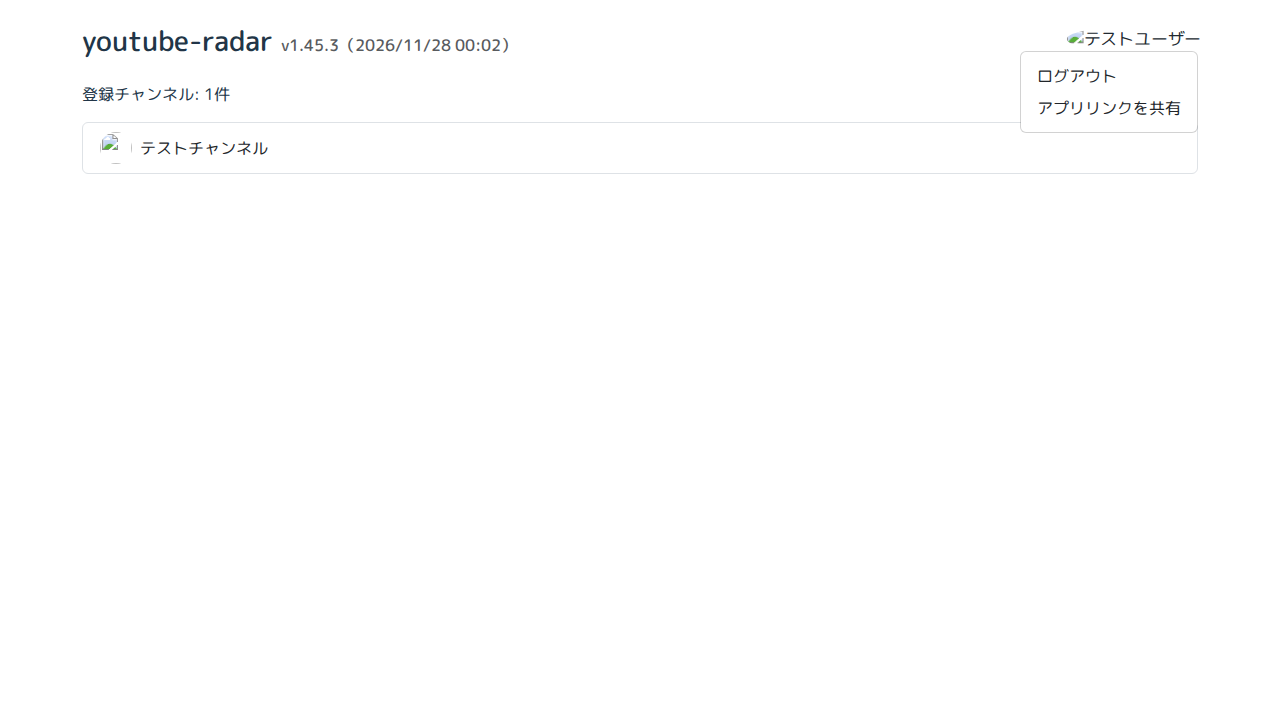 youtube-radar v1.45.3（2026/11/28 00:02）
テストユーザー
ログアウト
アプリリンクを共有
登録チャンネル: 1件
テストチャンネル